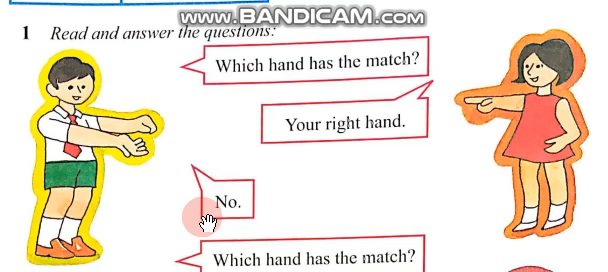 www.BANDICAM.com
1 Read and answer the questions:
Which hand has the match?
Your right hand.
No.
Which hand has the match?